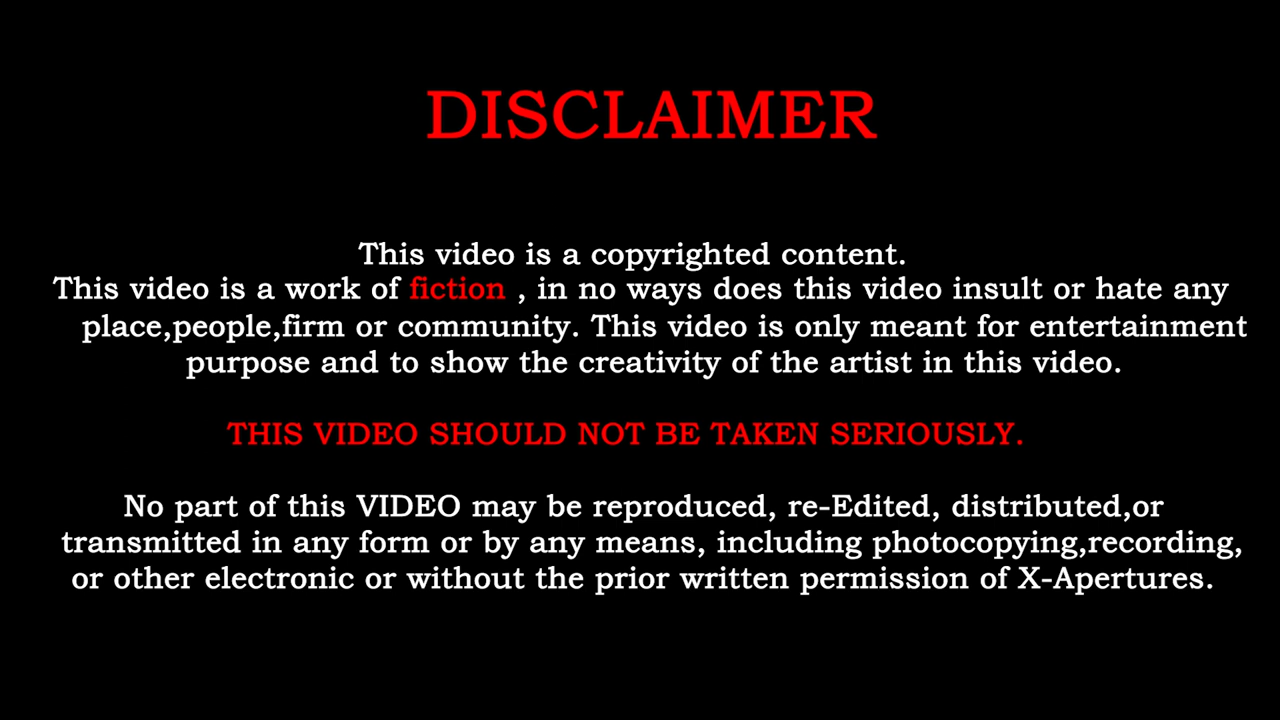 DISCLAIMER
This video is a copyrighted content.
This video is a work of fiction , in no ways does this video insult or hate any
place,people,firm or community. This video is only meant for entertainment
purpose and to show the creativity of the artist in this video.
THIS VIDEO SHOULD NOT BE TAKEN SERIOUSLY.
No part of this VIDEO may be reproduced, re-Edited, distributed,or
transmitted in any form or by any means, including photocopying,recording,
or other electronic or without the prior written permission of X-Apertures.